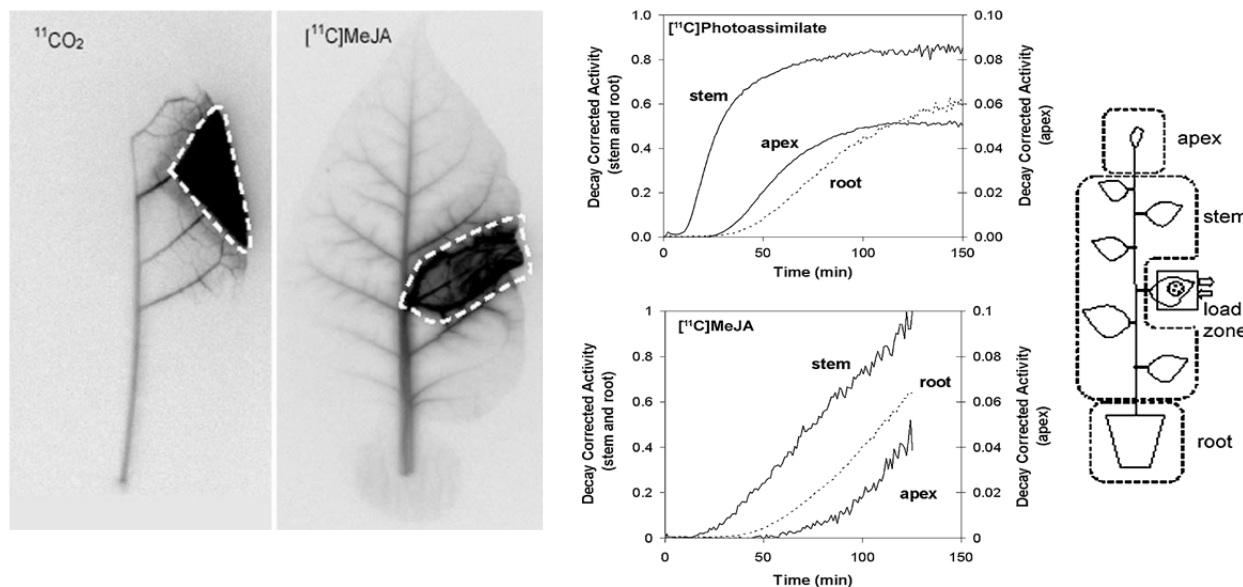 ¹¹CO₂
[¹¹C]MeJA
[¹¹C]Photoassimilate
Decay Corrected Activity
(stem and root)
1.0
0.8
0.6
0.4
0.2
0.0
stem
apex
root
0.10
0.08
0.06
0.04
0.02
0.00
Decay Corrected Activity
(apex)
0
50
100
150
Time (min)
[¹¹C]MeJA
Decay Corrected Activity
(stem and root)
1
0.8
0.6
0.4
0.2
0
stem
root
apex
0.1
0.08
0.06
0.04
0.02
0
Decay Corrected Activity
(apex)
0
50
100
150
Time (min)
apex
stem
load
zone
root